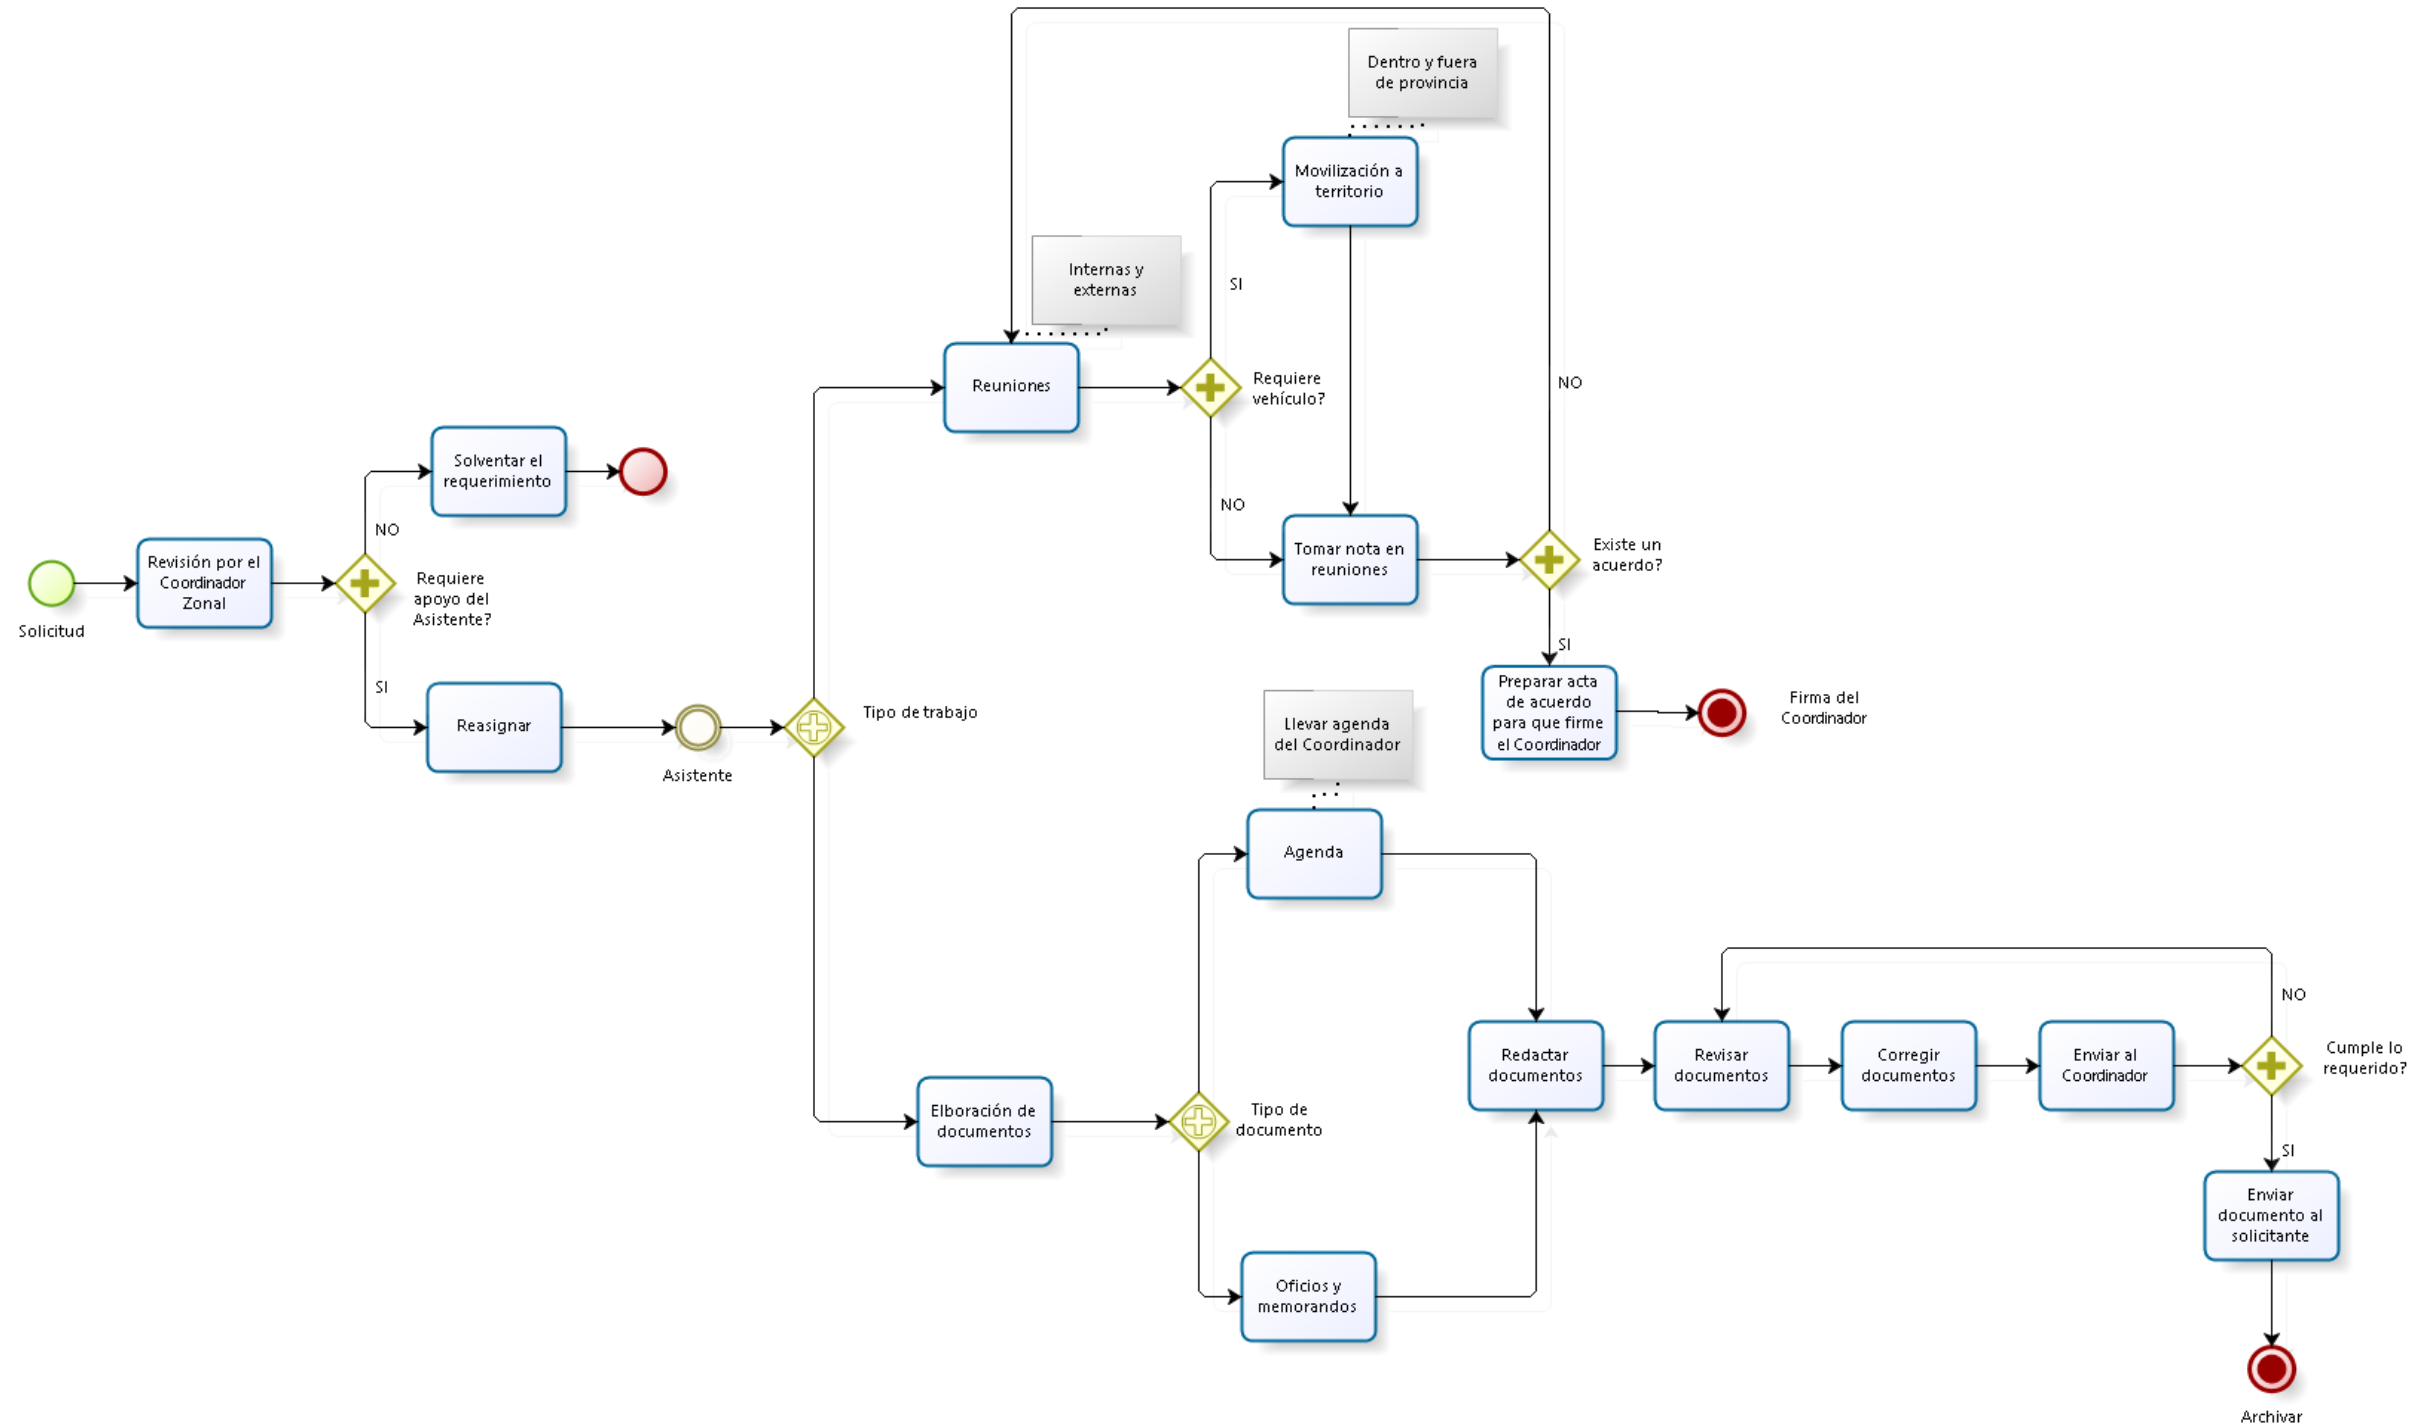 Solicitud
Revisión por el
Coordinador
Zonal
Requiere
apoyo del
Asistente?
NO
Solventar el
requerimiento
SI
Reasignar
Asistente
Tipo de trabajo
Reuniones
Internas y
externas
Requiere
vehículo?
SI
Movilización a
territorio
Dentro y fuera
de provincia
NO
Tomar nota en
reuniones
Existe un
acuerdo?
NO
SI
Preparar acta
de acuerdo
para que firme
el Coordinador
Firma del
Coordinador
Elboración de
documentos
Tipo de
documento
Llevar agenda
del Coordinador
Agenda
Oficios y
memorandos
Redactar
documentos
Revisar
documentos
Corregir
documentos
Enviar al
Coordinador
Cumple lo
requerido?
NO
SI
Enviar
documento al
solicitante
Archivar